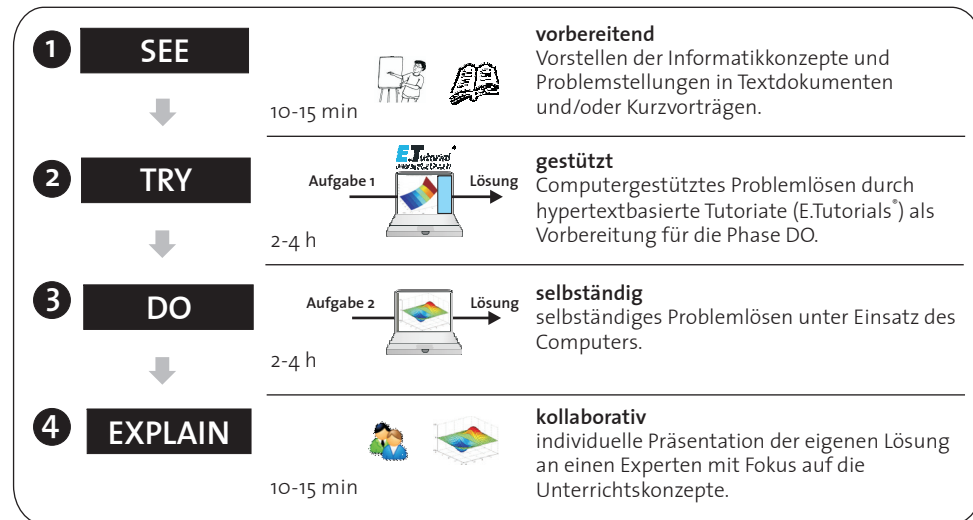 1 SEE
10-15 min
vorbereitend
Vorstellen der Informatikkonzepte und
Problemstellungen in Textdokumenten
und/oder Kurzvorträgen.
2 TRY
E.Tutorial®
Aufgabe 1
Lösung
2-4 h
gestützt
Computergestütztes Problemlösen durch
hypertextbasierte Tutoriate (E.Tutorials®) als
Vorbereitung für die Phase DO.
3 DO
Aufgabe 2
Lösung
2-4 h
selbständig
selbständiges Problemlösen unter Einsatz des
Computers.
4 EXPLAIN
10-15 min
kollaborativ
individuelle Präsentation der eigenen Lösung
an einen Experten mit Fokus auf die
Unterrichtskonzepte.